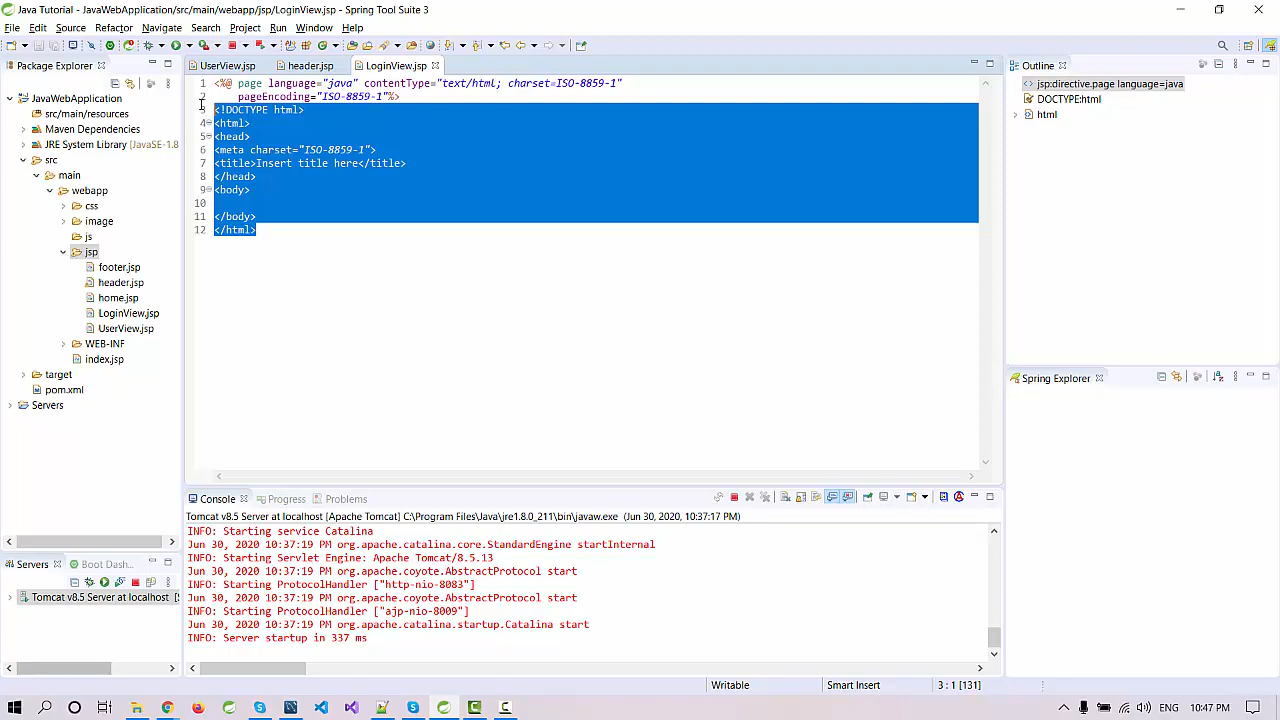 Java Tutorial - JavaWebApplication/src/main/webapp/jsp/LoginView.jsp - Spring Tool Suite 3
File Edit Source Refactor Navigate Search Project Run Window Help
Package Explorer
JavaWebApplication
src/main/resources
Maven Dependencies
JRE System Library [JavaSE-1.8
src
main
webapp
css
image
js
jsp
footer.jsp
header.jsp
home.jsp
LoginView.jsp
UserView.jsp
WEB-INF
index.jsp
target
pom.xml
Servers
Servers Boot Dash...
Tomcat v8.5 Server at localhost [S
UserView.jsp header.jsp LoginView.jsp
1 <%@ page language="java" contentType="text/html; charset=ISO-8859-1"
2 pageEncoding="ISO-8859-1"%>
3 <!DOCTYPE html>
4 <html>
5 <head>
6 <meta charset="ISO-8859-1">
7 <title>Insert title here</title>
8 </head>
9 <body>
10
11 </body>
12 </html>
Console Progress Problems
Tomcat v8.5 Server at localhost [Apache Tomcat] C:\Program Files\Java\jre1.8.0_211\bin\javaw.exe (Jun 30, 2020, 10:37:17 PM)
INFO: Starting service Catalina
Jun 30, 2020 10:37:19 PM org.apache.catalina.core.StandardEngine startInternal
INFO: Starting Servlet Engine: Apache Tomcat/8.5.13
Jun 30, 2020 10:37:19 PM org.apache.coyote.AbstractProtocol start
INFO: Starting ProtocolHandler ["http-nio-8083"]
Jun 30, 2020 10:37:19 PM org.apache.coyote.AbstractProtocol start
INFO: Starting ProtocolHandler ["ajp-nio-8009"]
Jun 30, 2020 10:37:19 PM org.apache.catalina.startup.Catalina start
INFO: Server startup in 337 ms
Outline
jsp:directive.page language=java
DOCTYPE:html
html
Spring Explorer
Writable Smart Insert 3 : 1 [131]
ENG 10:47 PM